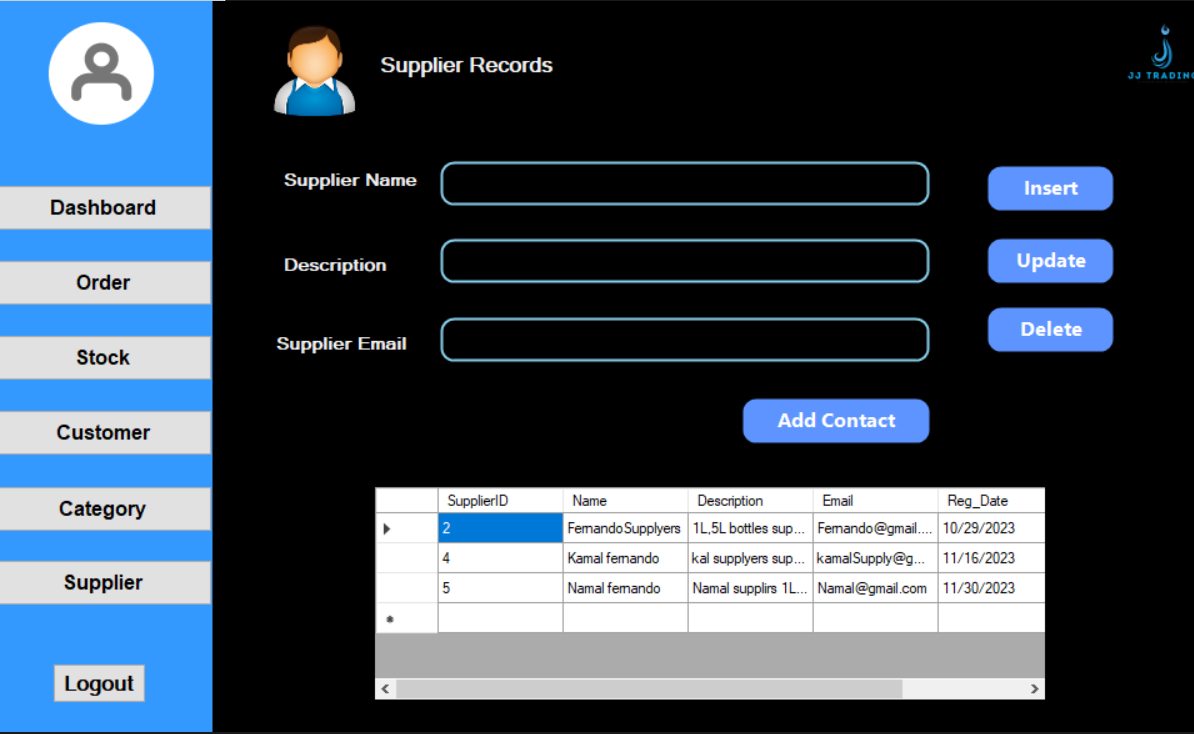 Supplier Records
JJ TRADING
Dashboard
Order
Stock
Customer
Category
Supplier
Logout
Supplier Name
Insert
Description
Update
Supplier Email
Delete
Add Contact
SupplierID Name Description Email Reg_Date
2 FernandoSupplyers 1L,5L bottles sup... Fernando@gmail.... 10/29/2023
4 Kamal fernando kal supplyers sup... kamalSupply@g... 11/16/2023
5 Namal fernando Namal supplirs 1L... Namal@gmail.com 11/30/2023